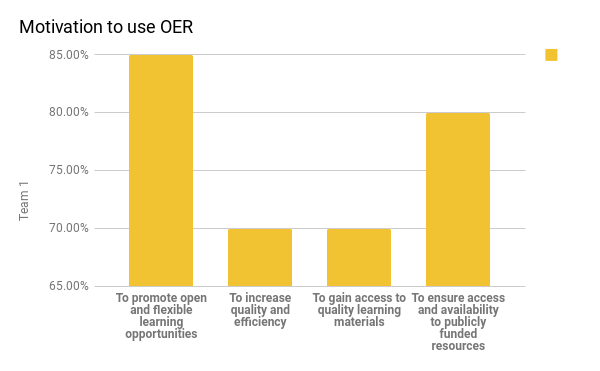 Motivation to use OER
85.00%
80.00%
75.00%
70.00%
65.00%
Team 1
To promote open
and flexible
learning
opportunities
To increase
quality and
efficiency
To gain access to
quality learning
materials
To ensure access
and availability
to publicly
funded
resources